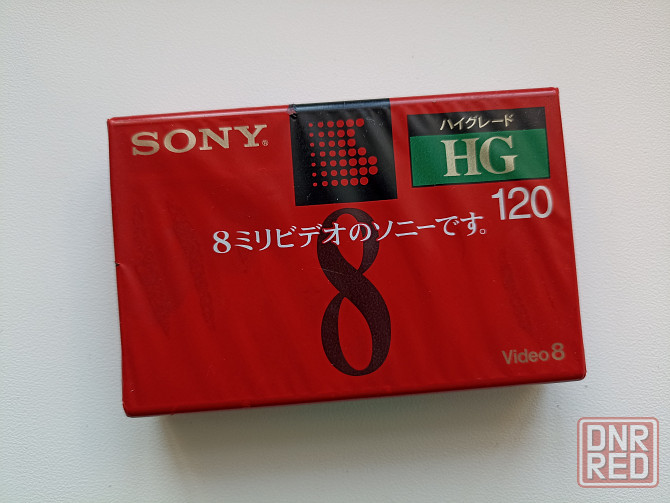 SONY®
ハイグレード
HG
120
8ミリビデオのソニーです。
8
Video 8
DNR
RED